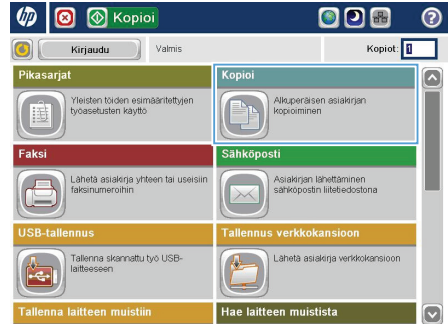 hp
Kopioi
?
Kirjaudu
Valmis
Kopiot: 1
Pikasarjat
Yleisten töiden esimääritettyjen
työasetusten käyttö
Kopioi
Alkuperäisen asiakirjan
kopioiminen
Faksi
Lähetä asiakirja yhteen tai useisiin
faksinumeroihin
Sähköposti
Asiakirjan lähettäminen
sähköpostin liitetiedostona
USB-tallennus
Tallenna skannattu työ USB-
laitteeseen
Tallennus verkkokansioon
Lähetä asiakirja verkkokansioon
Tallenna laitteen muistiin
Hae laitteen muistista